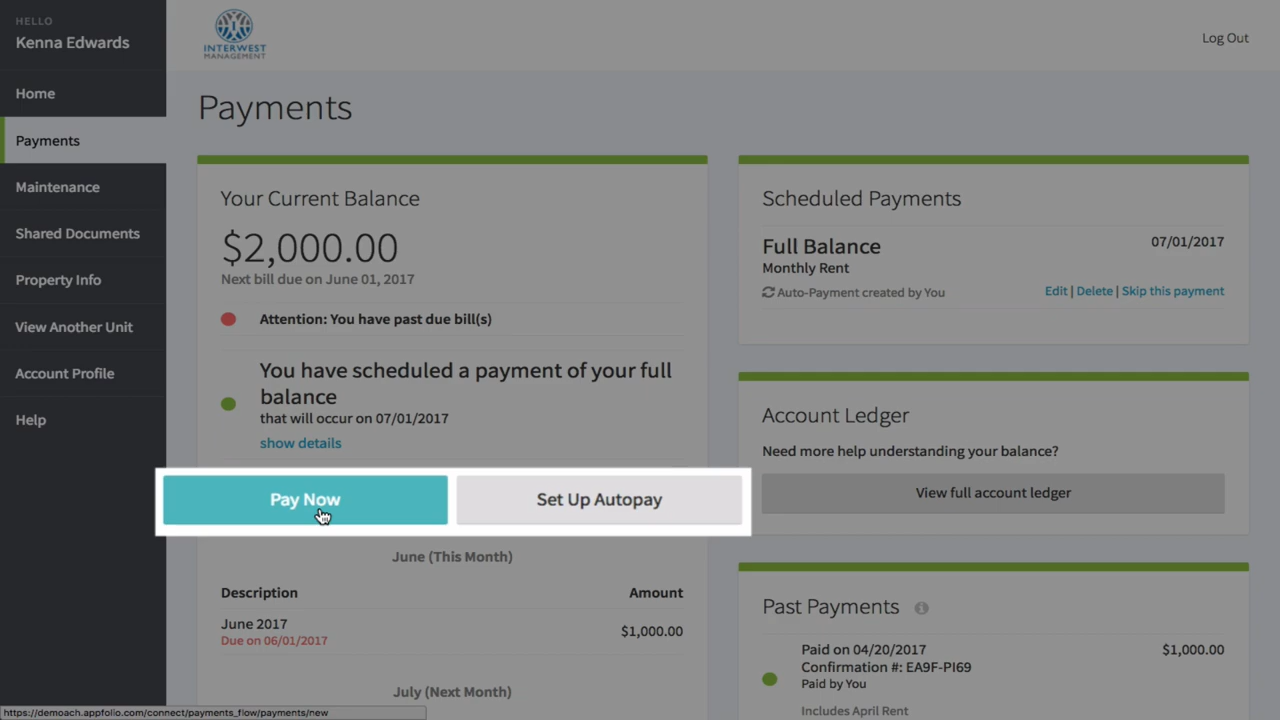 HELLO
Kenna Edwards
Home
Payments
Maintenance
Shared Documents
Property Info
View Another Unit
Account Profile
Help
INTERWEST
MANAGEMENT
Log Out
Payments
Your Current Balance
$2,000.00
Next bill due on June 01, 2017
Attention: You have past due bill(s)
You have scheduled a payment of your full
balance
that will occur on 07/01/2017
show details
Pay Now
Set Up Autopay
June (This Month)
Description Amount
June 2017
Due on 06/01/2017
$1,000.00
July (Next Month)
Scheduled Payments
Full Balance 07/01/2017
Monthly Rent
Auto-Payment created by You Edit | Delete | Skip this payment
Account Ledger
Need more help understanding your balance?
View full account ledger
Past Payments
Paid on 04/20/2017 $1,000.00
Confirmation #: EA9F-PI69
Paid by You
Includes April Rent
https://demoach.appfolio.com/connect/payments_flow/payments/new